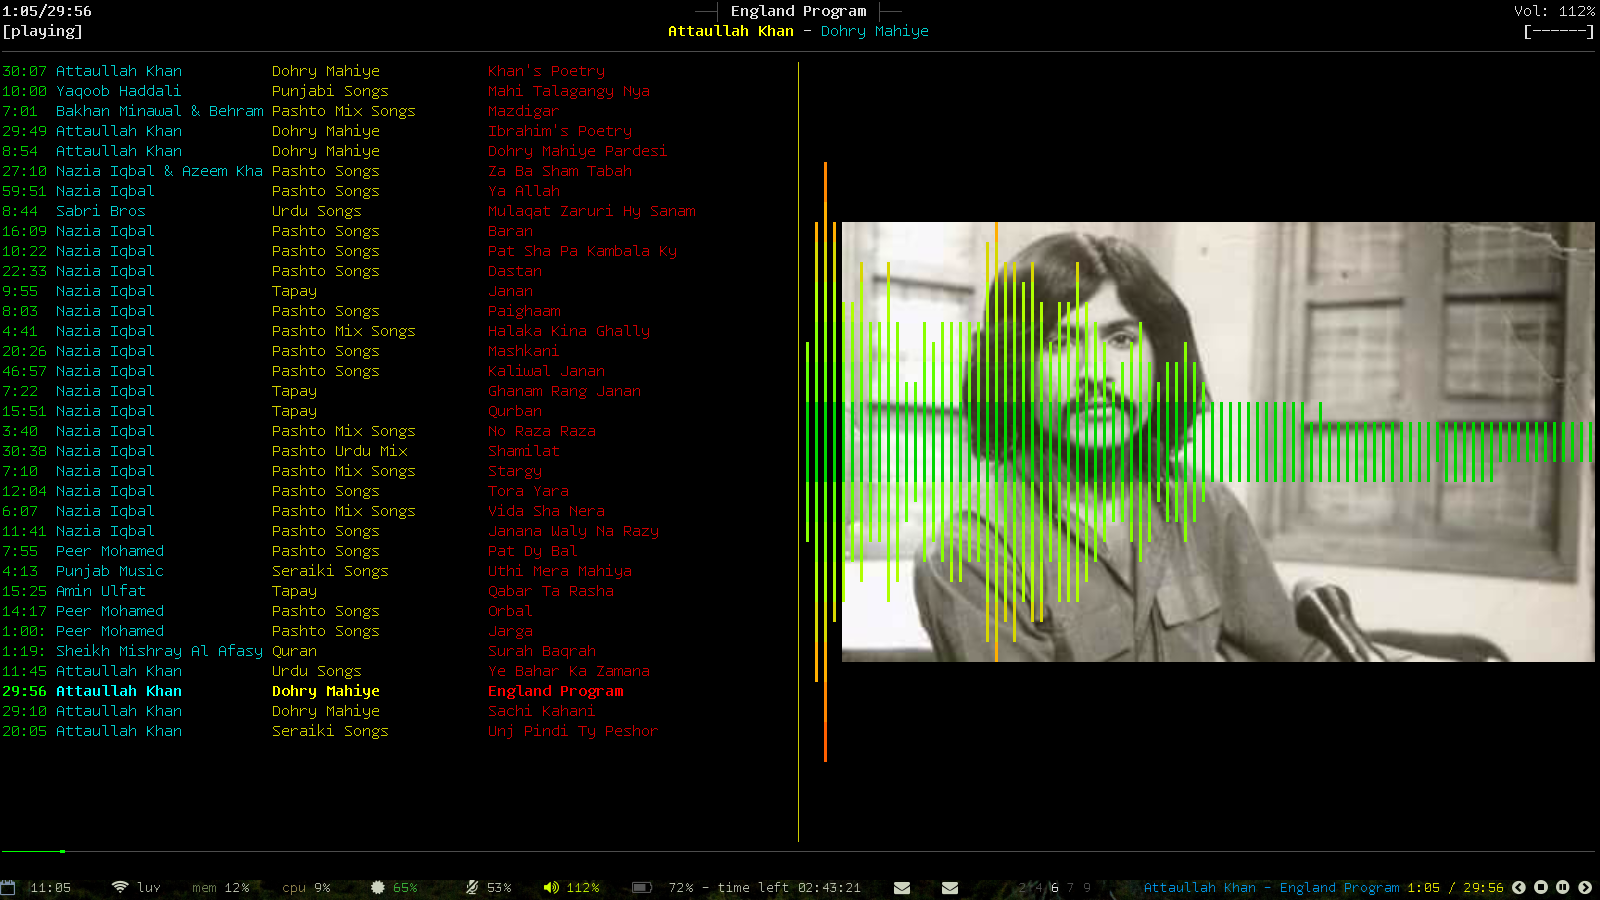 1:05/29:56 England Program Vol: 112%
[playing] Attaullah Khan - Dohry Mahiye [------]
30:07 Attaullah Khan Dohry Mahiye Khan's Poetry
10:00 Yaqoob Haddali Punjabi Songs Mahi Talagangy Nya
7:01 Bakhan Minawal & Behram Pashto Mix Songs Mazdigar
29:49 Attaullah Khan Dohry Mahiye Ibrahim's Poetry
8:54 Attaullah Khan Dohry Mahiye Dohry Mahiye Pardesi
27:10 Nazia Iqbal & Azeem Kha Pashto Songs Za Ba Sham Tabah
59:51 Nazia Iqbal Pashto Songs Ya Allah
8:44 Sabri Bros Urdu Songs Mulaqat Zaruri Hy Sanam
16:09 Nazia Iqbal Pashto Songs Baran
10:22 Nazia Iqbal Pashto Songs Pat Sha Pa Kambala Ky
22:33 Nazia Iqbal Pashto Songs Dastan
9:55 Nazia Iqbal Tapay Janan
8:03 Nazia Iqbal Pashto Songs Paighaam
4:41 Nazia Iqbal Pashto Mix Songs Halaka Kina Ghally
20:26 Nazia Iqbal Pashto Songs Mashkani
46:57 Nazia Iqbal Pashto Songs Kaliwal Janan
7:22 Nazia Iqbal Tapay Ghanam Rang Janan
15:51 Nazia Iqbal Tapay Qurban
3:40 Nazia Iqbal Pashto Mix Songs No Raza Raza
30:38 Nazia Iqbal Pashto Urdu Mix Shamilat
7:10 Nazia Iqbal Pashto Mix Songs Stargy
12:04 Nazia Iqbal Pashto Songs Tora Yara
6:07 Nazia Iqbal Pashto Mix Songs Vida Sha Nera
11:41 Nazia Iqbal Pashto Songs Janana Waly Na Razy
7:55 Peer Mohamed Pashto Songs Pat Dy Bal
4:13 Punjab Music Seraiki Songs Uthi Mera Mahiya
15:25 Amin Ulfat Tapay Qabar Ta Rasha
14:17 Peer Mohamed Pashto Songs Orbal
1:00: Peer Mohamed Pashto Songs Jarga
1:19: Sheikh Mishray Al Afasy Quran Surah Baqrah
11:45 Attaullah Khan Urdu Songs Ye Bahar Ka Zamana
29:56 Attaullah Khan Dohry Mahiye England Program
29:10 Attaullah Khan Dohry Mahiye Sachi Kahani
20:05 Attaullah Khan Seraiki Songs Unj Pindi Ty Peshor
11:05 luv mem 12% cpu 9% 65% 53% 112% 72% - time left 02:43:21 2 4 6 7 9 Attaullah Khan - England Program 1:05 / 29:56